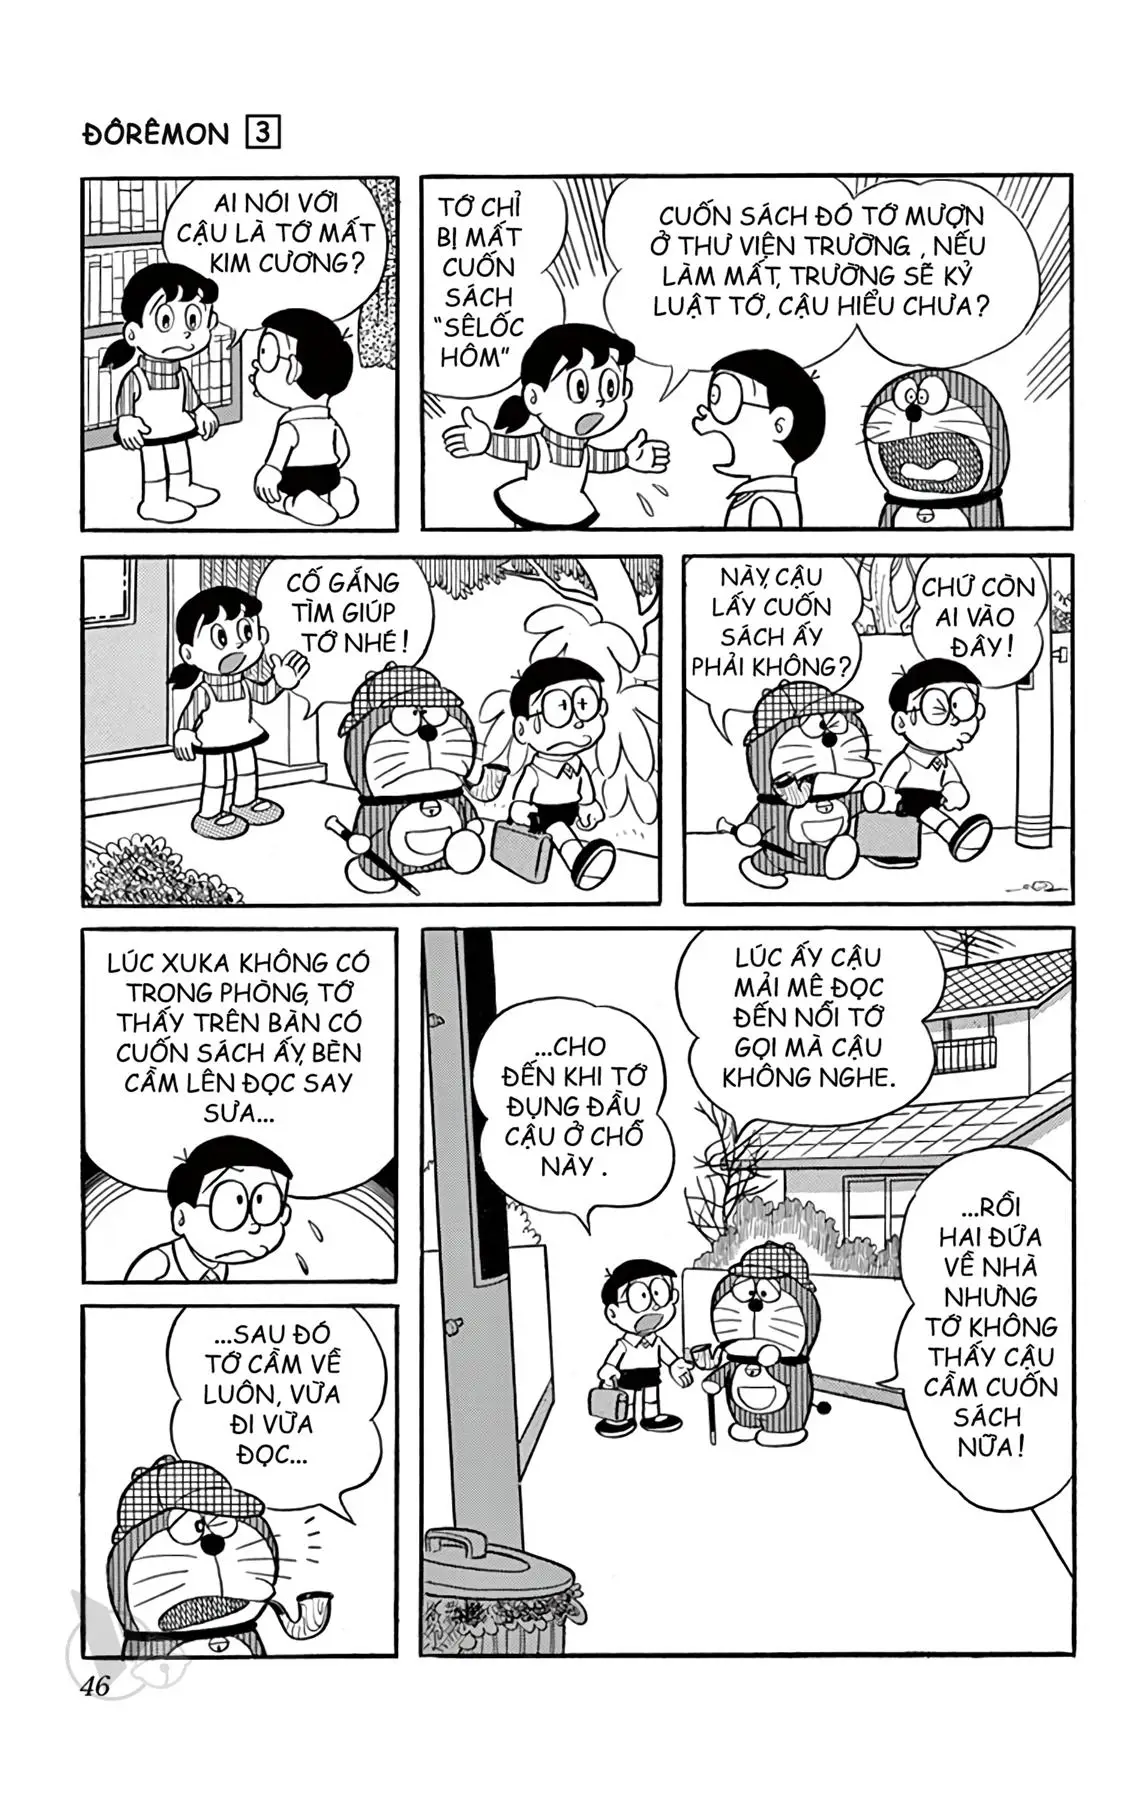 ĐÔRÊMON 3
AI NÓI VỚI
CẬU LÀ TỚ MẤT
KIM CƯƠNG?
TỚ CHỈ
BỊ MẤT
CUỐN
SÁCH
"SÊLỐC
HÔM"
CUỐN SÁCH ĐÓ TỚ MƯỢN
Ở THƯ VIỆN TRƯỜNG., NẾU
LÀM MẤT, TRƯỜNG SẼ KỶ
LUẬT TỚ, CẬU HIỂU CHƯA?
CỐ GẮNG
TÌM GIÚP
TỚ NHÉ!
NÀY, CẬU
LẤY CUỐN
SÁCH ẤY
PHẢI KHÔNG?
CHỨ CÒN
AI VÀO
ĐÂY!
LÚC XUKA KHÔNG CÓ
TRONG PHÒNG, TỚ
THẤY TRÊN BÀN CÓ
CUỐN SÁCH ẤY, BÈN
CẦM LÊN ĐỌC SAY
SƯA...
...SAU ĐÓ
TỚ CẦM VỀ
LUÔN, VỪA
ĐI VỪA
ĐỌC...
LÚC ẤY CẬU
MẢI MÊ ĐỌC
ĐẾN NỖI TỚ
GỌI MÀ CẬU
KHÔNG NGHE.
...CHO
ĐẾN KHI TỚ
ĐỤNG ĐẦU
CẬU Ở CHỖ
NÀY .
...RỒI
HAI ĐỨA
VỀ NHÀ
NHƯNG
TỚ KHÔNG
THẤY CẬU
CẦM CUỐN
SÁCH
NỮA!
46